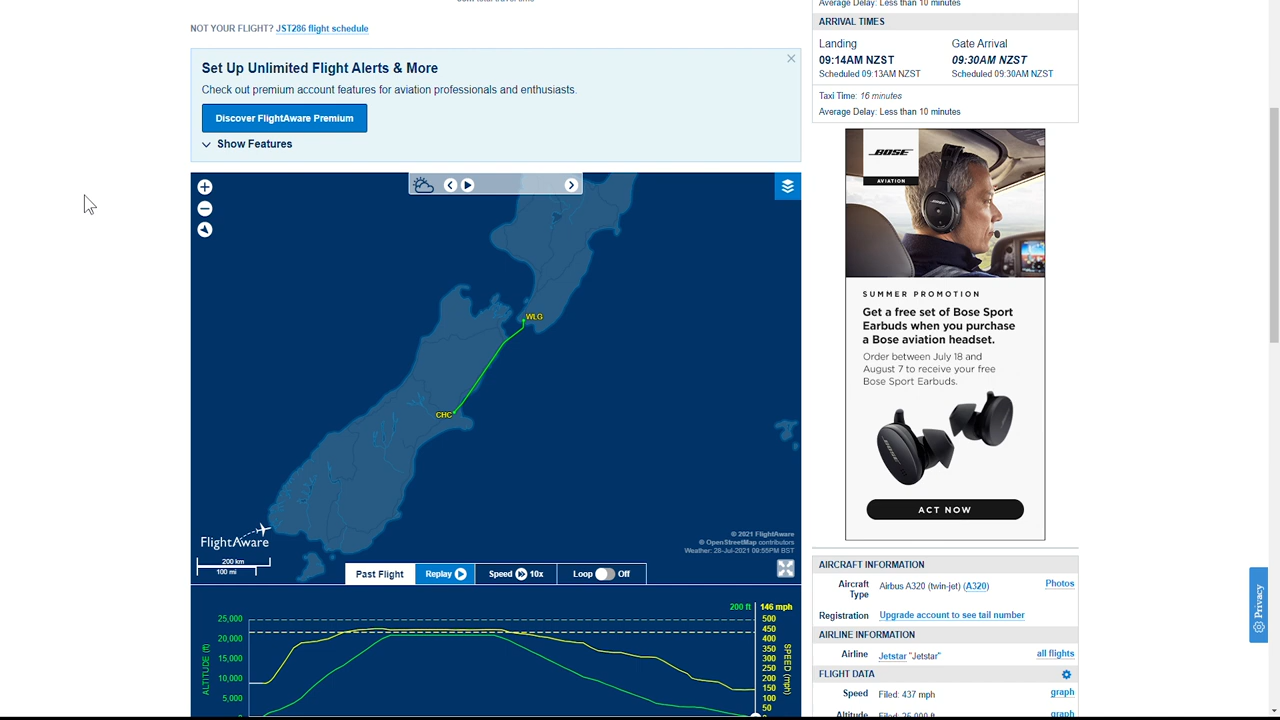 NOT YOUR FLIGHT? JST286 flight schedule
Set Up Unlimited Flight Alerts & More
Check out premium account features for aviation professionals and enthusiasts.
Discover FlightAware Premium
Show Features
WLG
CHC
FlightAware
200 km
100 mi
© 2021 FlightAware
© OpenStreetMap contributors
Weather: 28-Jul-2021 09:55PM BST
Past Flight
Replay
Speed 10x
Loop Off
200 ft 146 mph
ALTITUDE (ft)
25,000
20,000
15,000
10,000
5,000
500
450
400
350
300
250
200
150
100
50
SPEED (mph)
Average Delay: Less than 10 minutes
ARRIVAL TIMES
Landing
09:14AM NZST
Scheduled 09:13AM NZST
Gate Arrival
09:30AM NZST
Scheduled 09:30AM NZST
Taxi Time: 16 minutes
Average Delay: Less than 10 minutes
BOSE
AVIATION
SUMMER PROMOTION
Get a free set of Bose Sport
Earbuds when you purchase
a Bose aviation headset.
Order between July 18 and
August 7 to receive your free
Bose Sport Earbuds.
ACT NOW
AIRCRAFT INFORMATION
Aircraft
Type
Airbus A320 (twin-jet) (A320)
Photos
Registration
Upgrade account to see tail number
AIRLINE INFORMATION
Airline
Jetstar "Jetstar"
all flights
FLIGHT DATA
Speed
Filed: 437 mph
graph
Altitude
graph
Privacy